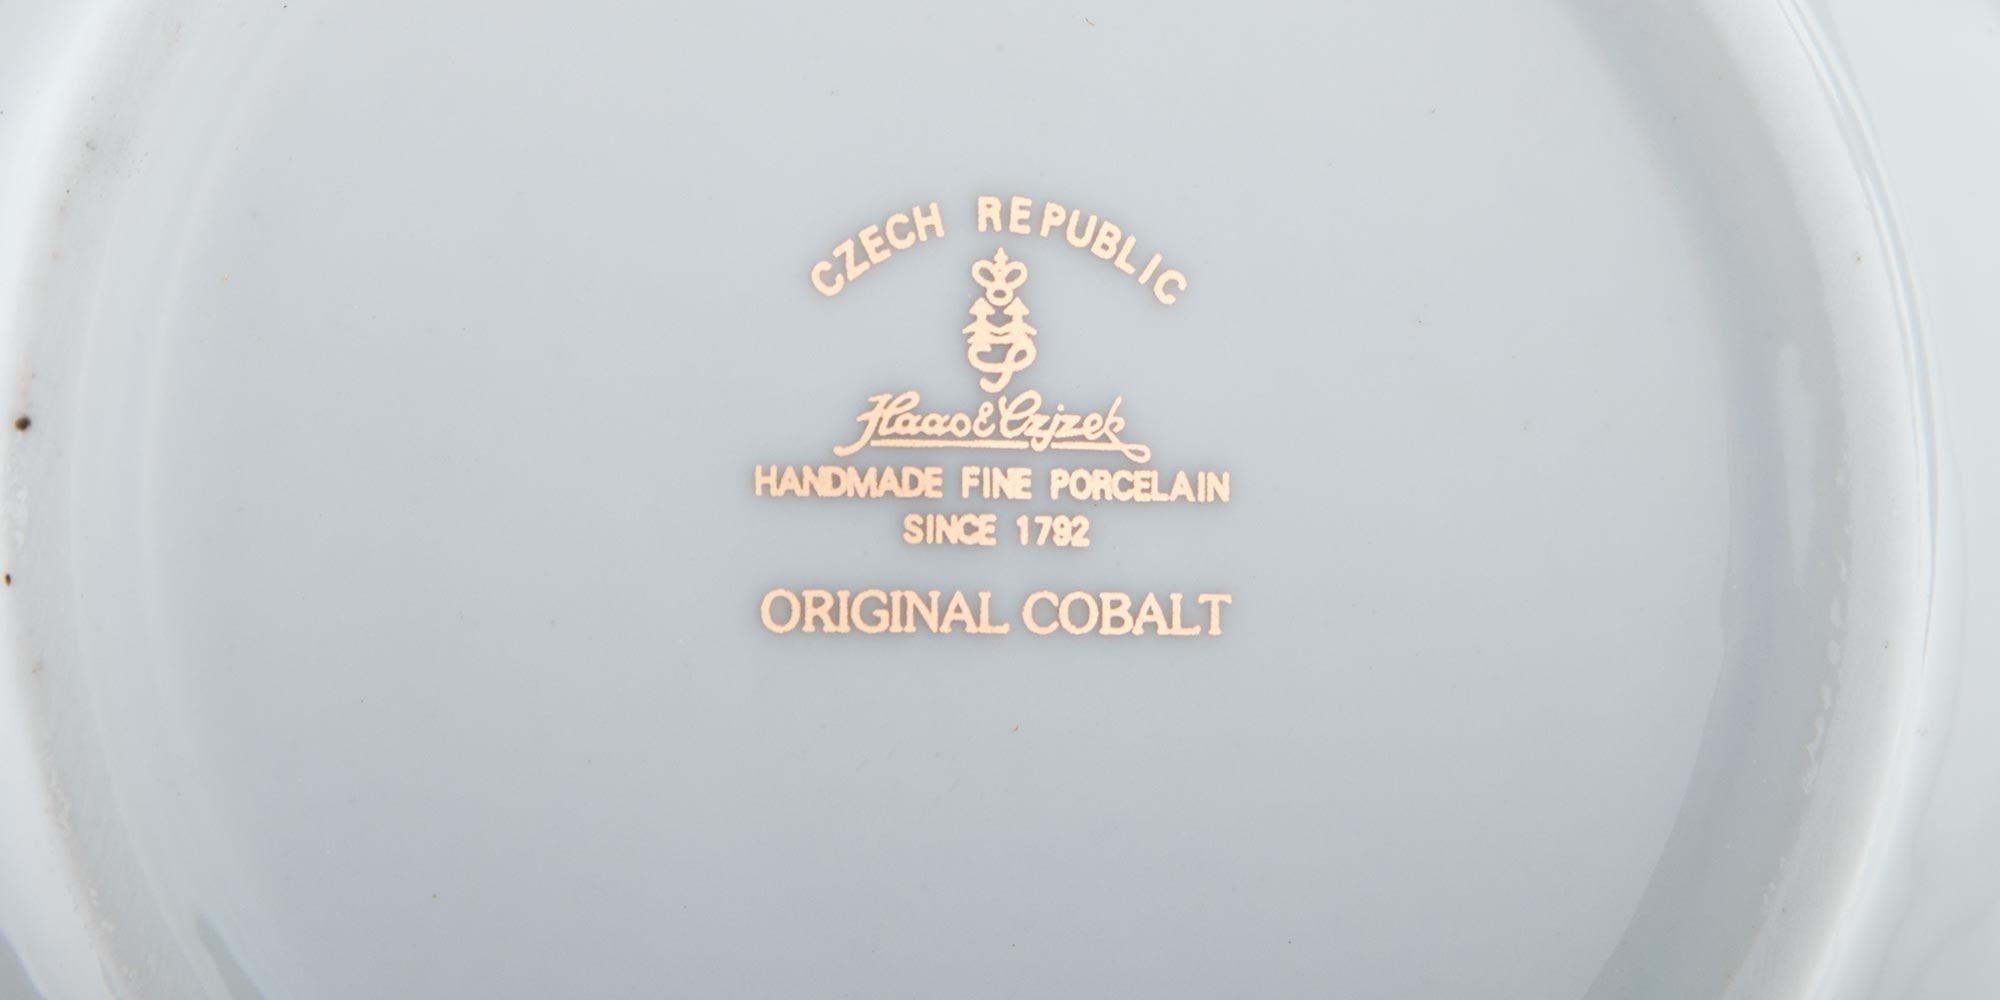 CZECH REPUBLIC
Haas & Czjzek
HANDMADE FINE PORCELAIN
SINCE 1792
ORIGINAL COBALT